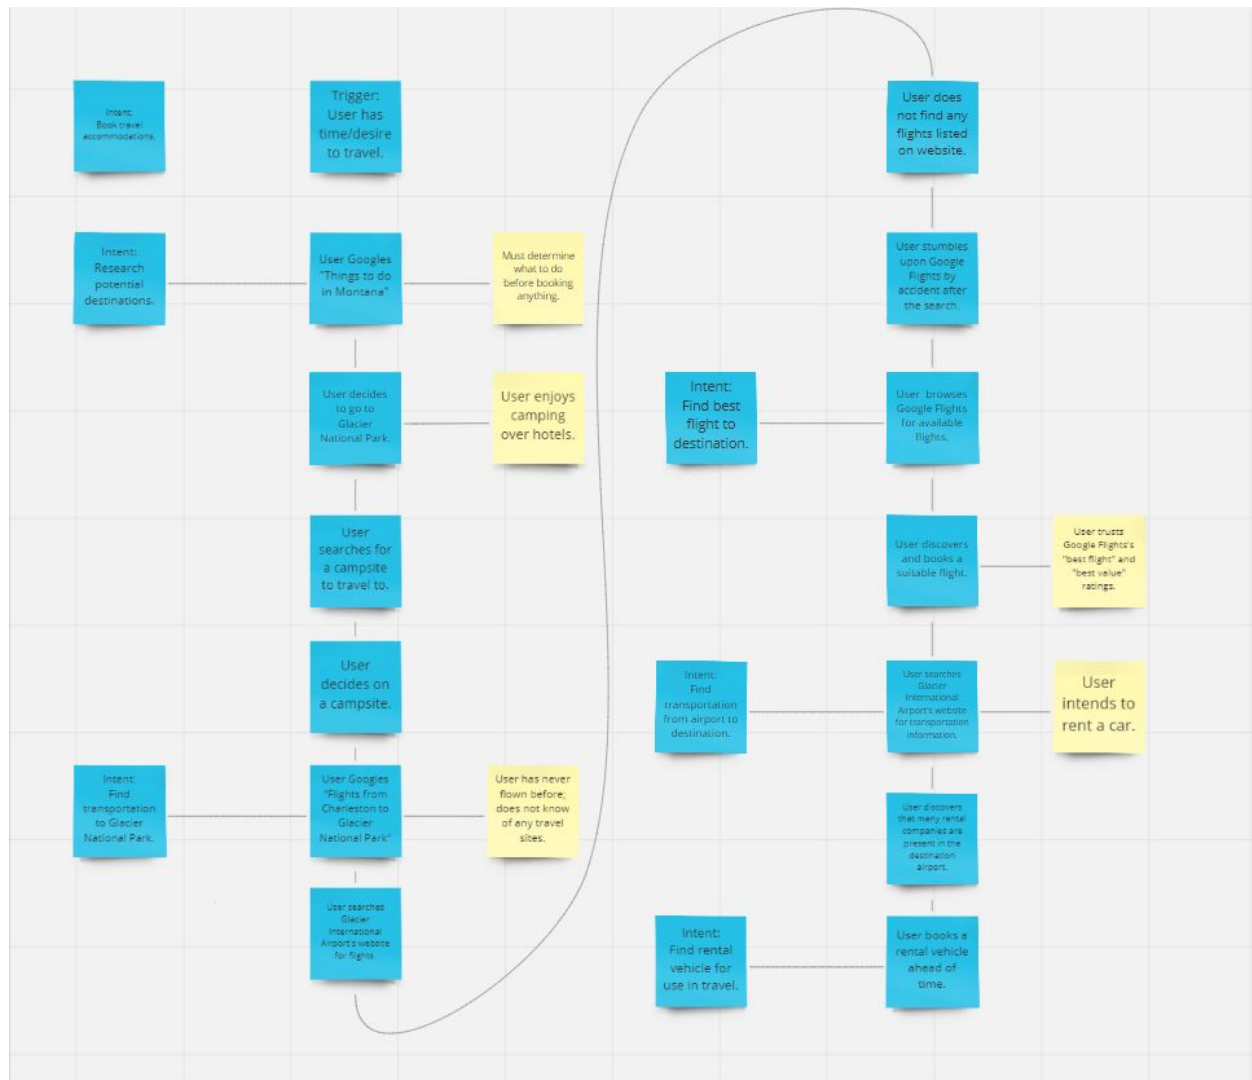 Intent:
Book travel
accommodations.
Trigger:
User has
time/desire
to travel.
Intent:
Research
potential
destinations.
User Googles
"Things to do
in Montana"
Must determine
what to do
before booking
anything.
User decides
to go to
Glacier
National Park.
User enjoys
camping
over hotels.
User
searches for
a campsite
to travel to.
User
decides on
a campsite.
Intent:
Find
transportation
to Glacier
National Park.
User Googles
"Flights from
Charleston to
Glacier
National Park"
User has never
flown before;
does not know
of any travel
sites.
User searches
Glacier
International
Airport's website
for flights.
User does
not find any
flights listed
on website.
User stumbles
upon Google
Flights by
accident after
the search.
Intent:
Find best
flight to
destination.
User browses
Google Flights
for available
flights.
User discovers
and books a
suitable flight.
User trusts
Google Flights's
"best flight" and
"best value"
ratings.
Intent:
Find
transportation
from airport to
destination.
User searches
Glacier
International
Airport's website
for transportation
information.
User
intends to
rent a car.
User discovers
that many rental
companies are
present in the
destination
airport.
Intent:
Find rental
vehicle for
use in travel.
User books a
rental vehicle
ahead of
time.